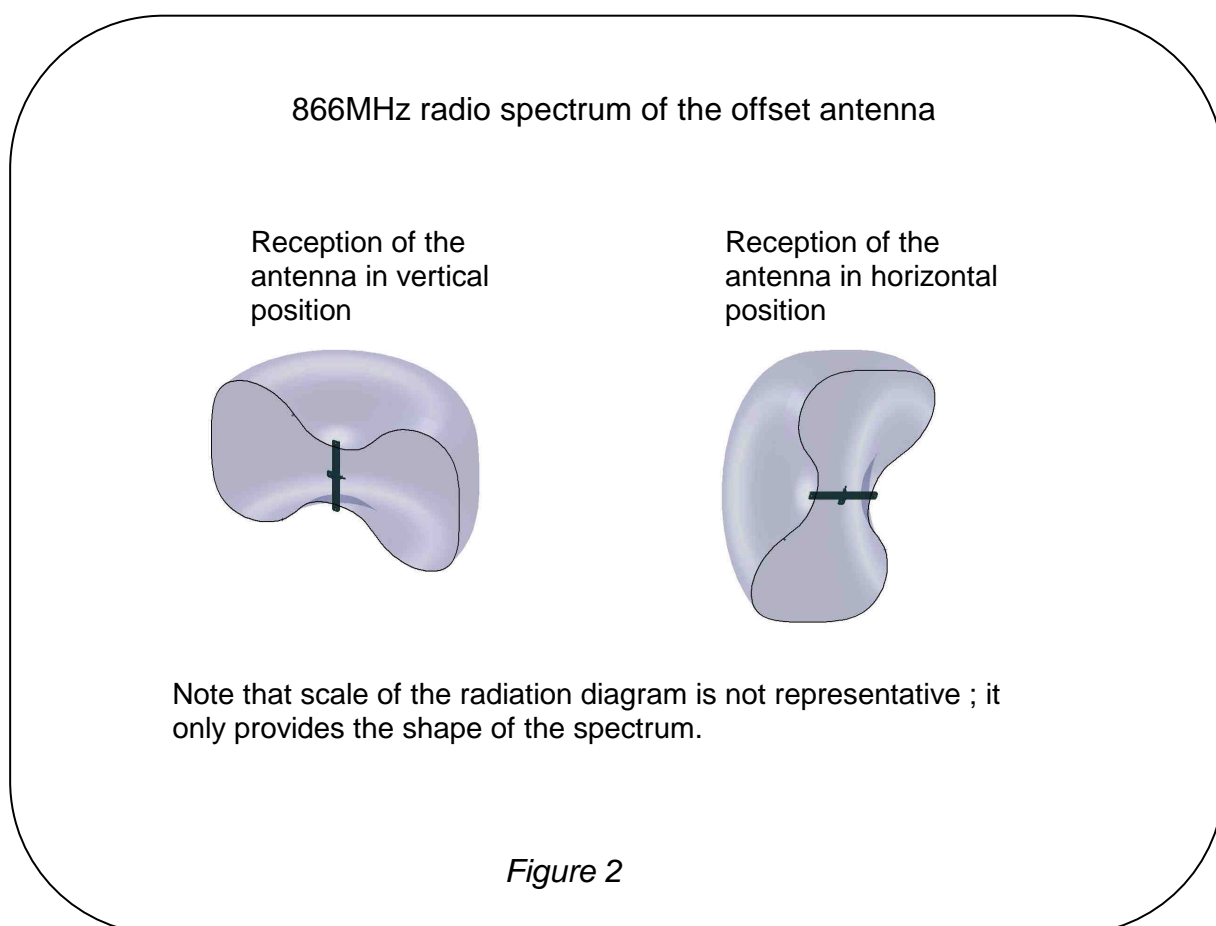 866MHz radio spectrum of the offset antenna
Reception of the
antenna in vertical
position
Reception of the
antenna in horizontal
position
Note that scale of the radiation diagram is not representative ; it
only provides the shape of the spectrum.
Figure 2